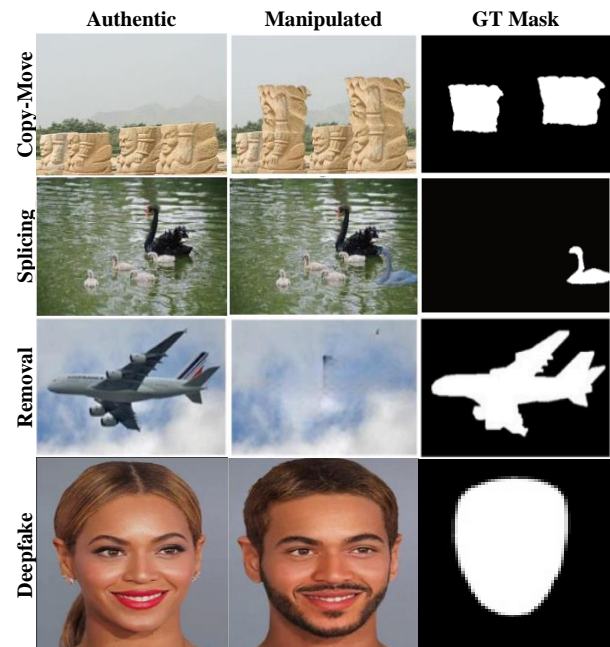 Authentic Manipulated GT Mask
Copy-Move
Splicing
Removal
Deepfake